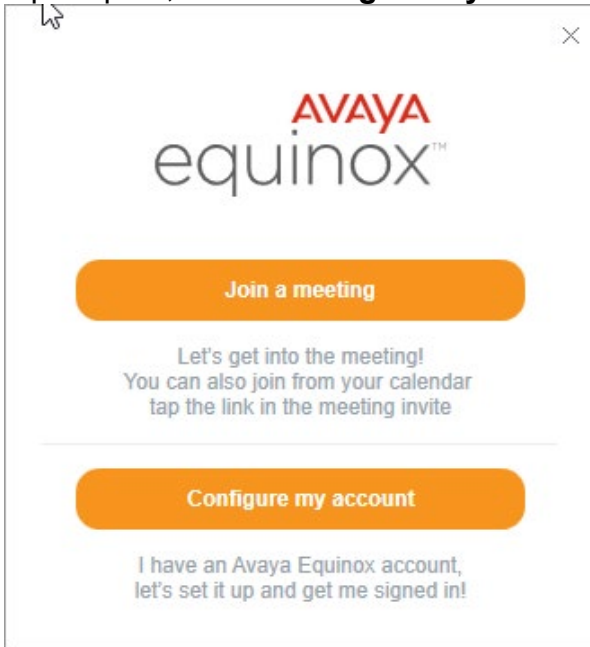 AVAYA
equinox™
Join a meeting
Let's get into the meeting!
You can also join from your calendar
tap the link in the meeting invite
Configure my account
I have an Avaya Equinox account,
let's set it up and get me signed in!